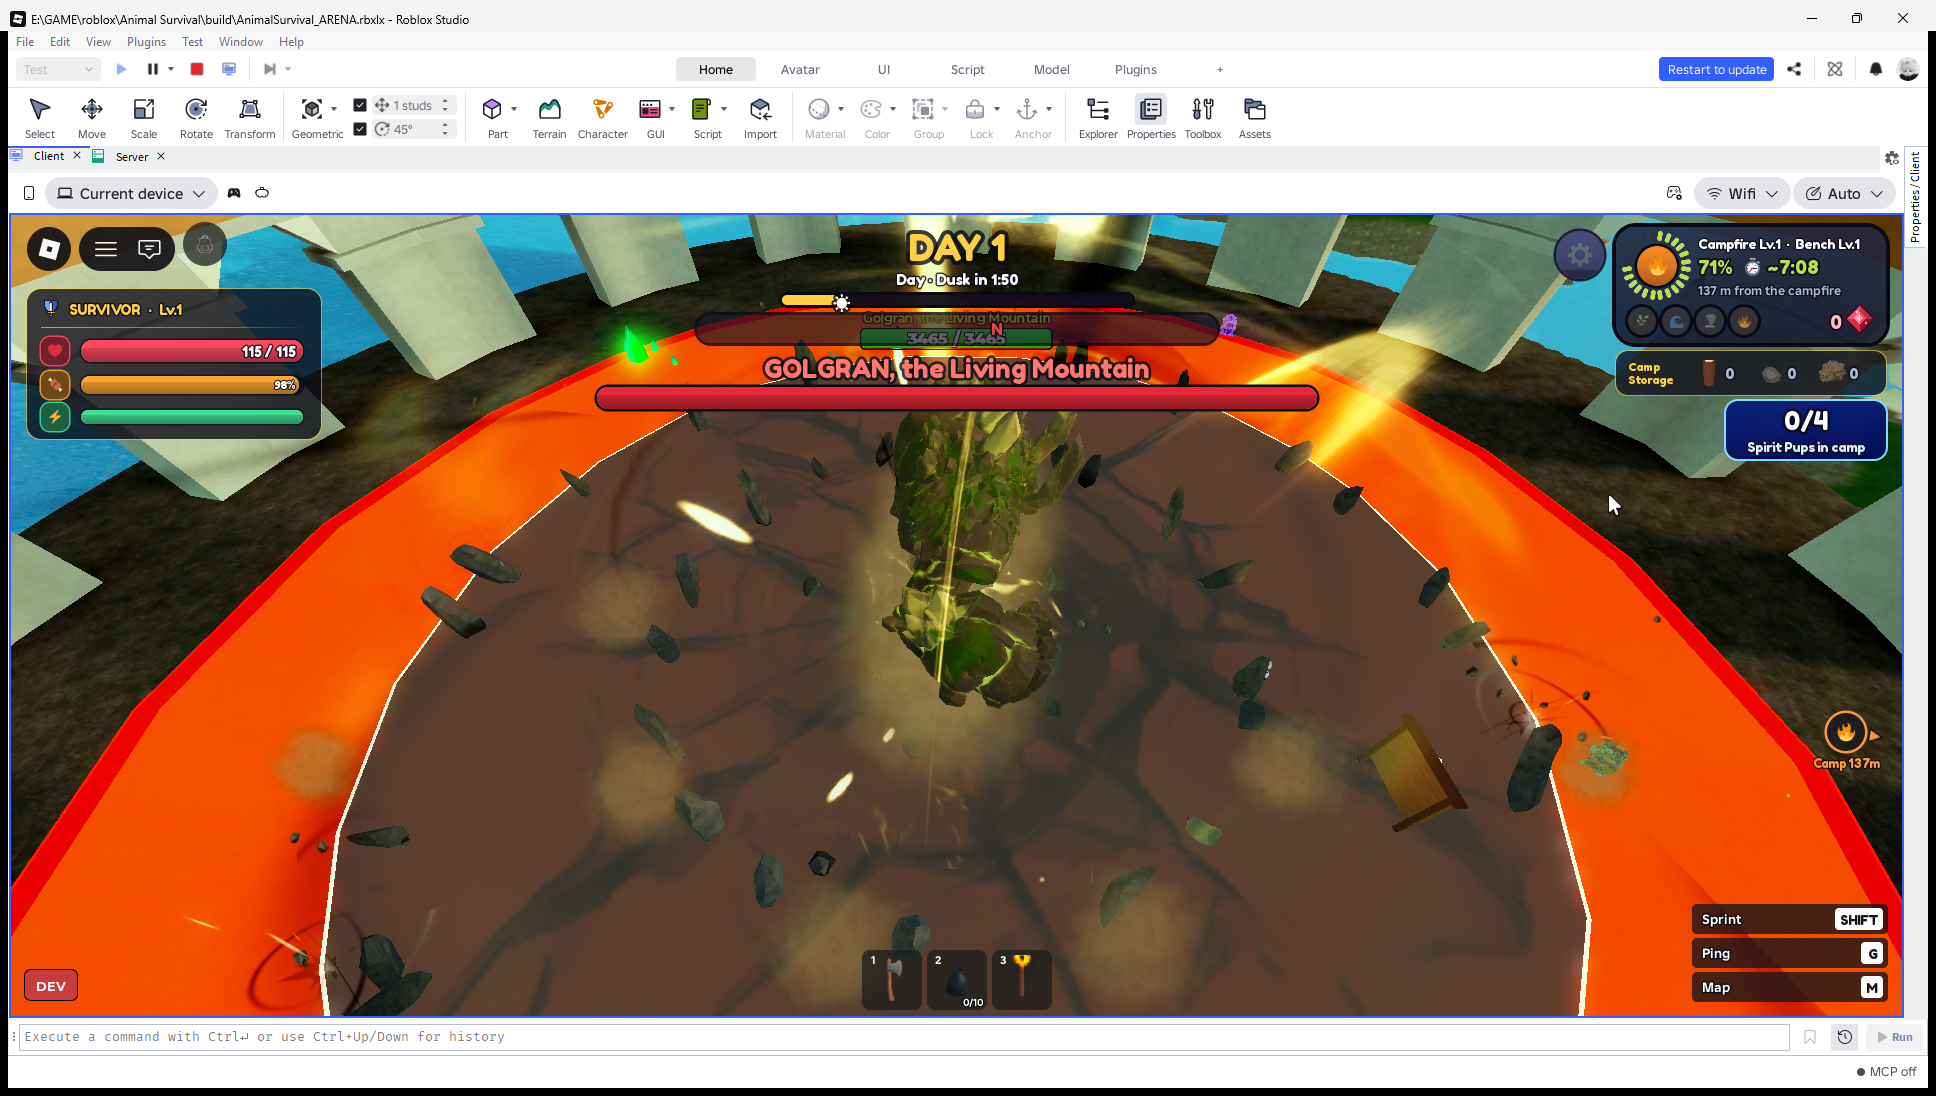 E:\GAME\roblox\Animal Survival\build\AnimalSurvival_ARENA.rbxlx - Roblox Studio
File Edit View Plugins Test Window Help
Test
Home Avatar UI Script Model Plugins +
Restart to update
1 studs
45°
Select Move Scale Rotate Transform Geometric Part Terrain Character GUI Script Import Material Color Group Lock Anchor Explorer Properties Toolbox Assets
Client Server
Properties / Client
Current device
Wifi Auto
DAY 1
Day · Dusk in 1:50
SURVIVOR · Lv.1
115 / 115
98%
Golgran, the Living Mountain
N
3465 / 3465
GOLGRAN, the Living Mountain
Campfire Lv.1 · Bench Lv.1
71% ~7:08
137 m from the campfire
0
Camp Storage 0 0 0
0/4
Spirit Pups in camp
Camp 137m
Sprint SHIFT
Ping G
Map M
DEV
1 2 3
0/10
Execute a command with Ctrl↵ or use Ctrl+Up/Down for history
Run
MCP off